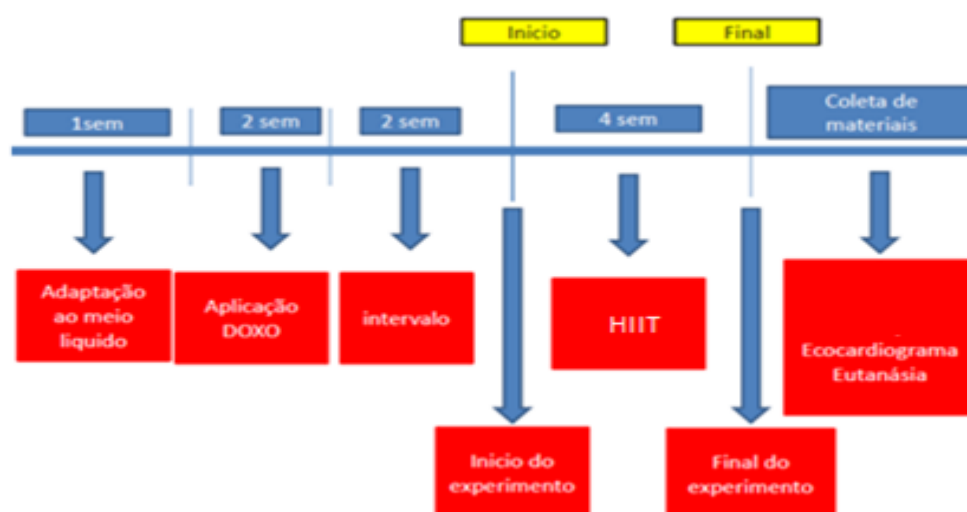 Inicio
Final
1sem
2 sem
2 sem
4 sem
Coleta de
materiais
Adaptação
ao meio
liquido
Aplicação
DOXO
intervalo
HIIT
Ecocardiograma
Eutanásia
Inicio do
experimento
Final do
experimento